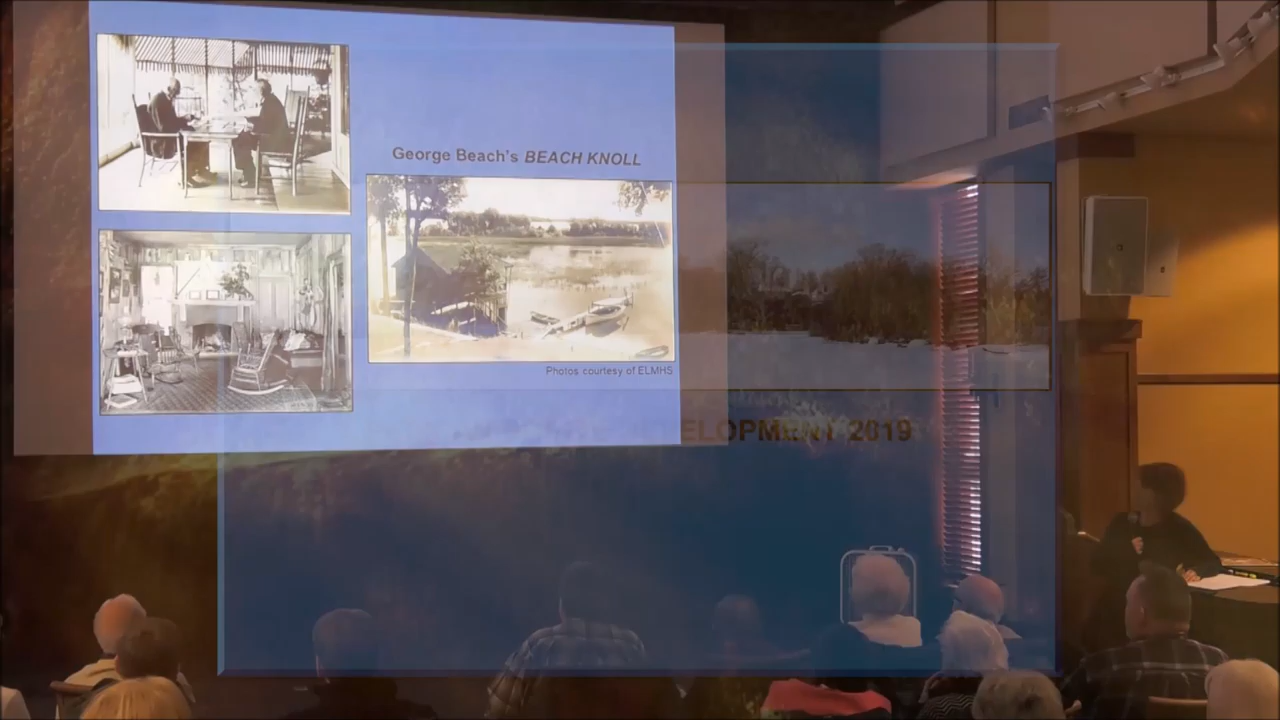 George Beach's BEACH KNOLL
Photos courtesy of ELMHS
ELOPMENT 2019